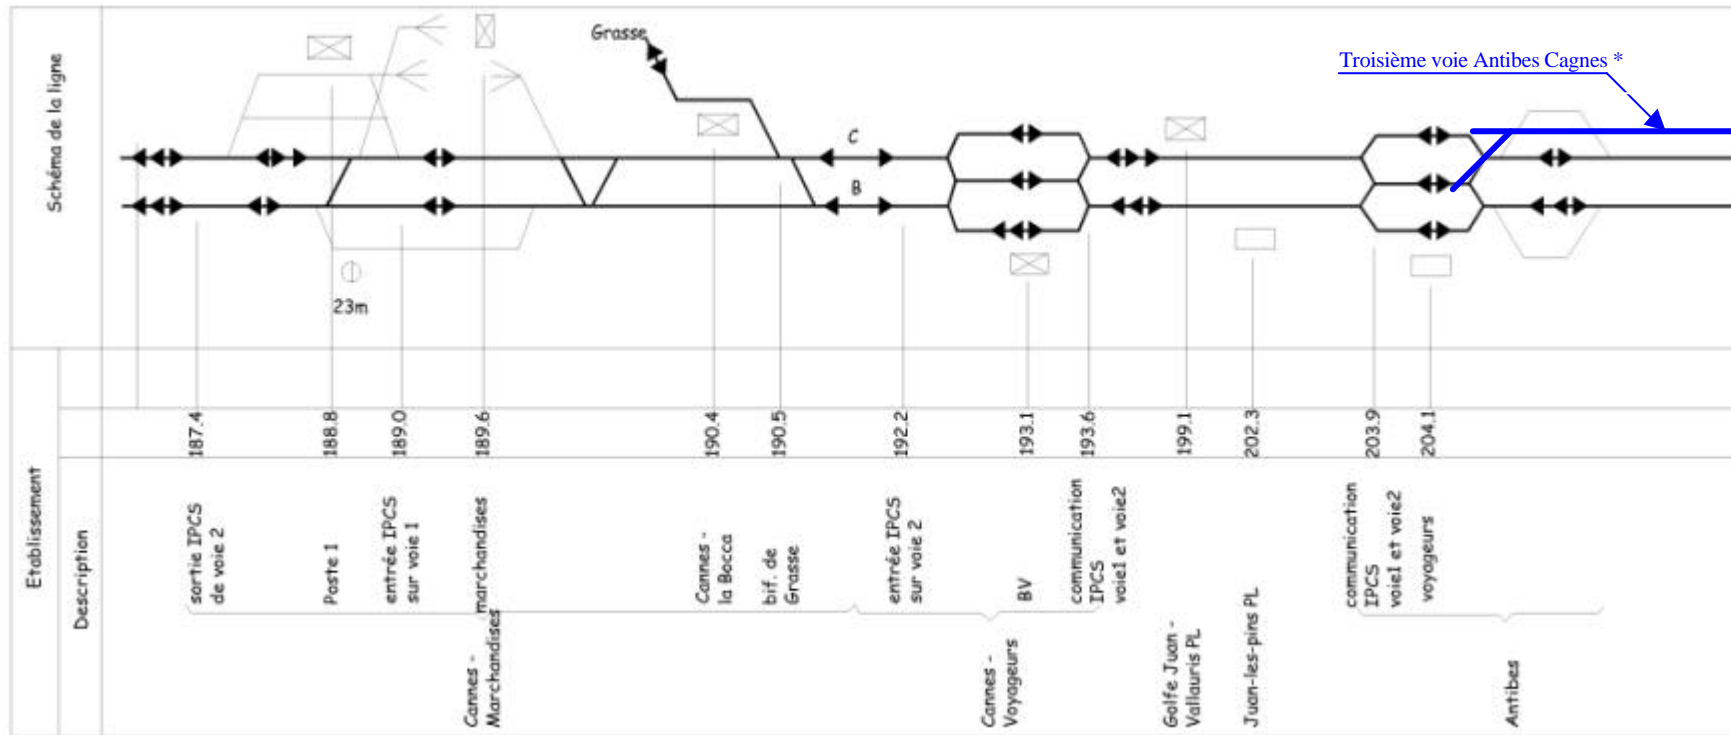 Schéma de la ligne
Grasse
Troisième voie Antibes Cagnes *
C
B
23m
Etablissement
Description
187.4
188.8
189.0
189.6
190.4
190.5
192.2
193.1
193.6
199.1
202.3
203.9
204.1
sortie IPCS
de voie 2
Poste 1
entrée IPCS
sur voie 1
marchandises
Cannes -
la Bocca
bif. de
Grasse
entrée IPCS
sur voie 2
BV
communication
IPCS
voie1 et voie2
communication
IPCS
voie1 et voie2
voyageurs
Cannes -
Marchandises
Cannes -
Voyageurs
Golfe Juan -
Vallauris PL
Juan-les-pins PL
Antibes